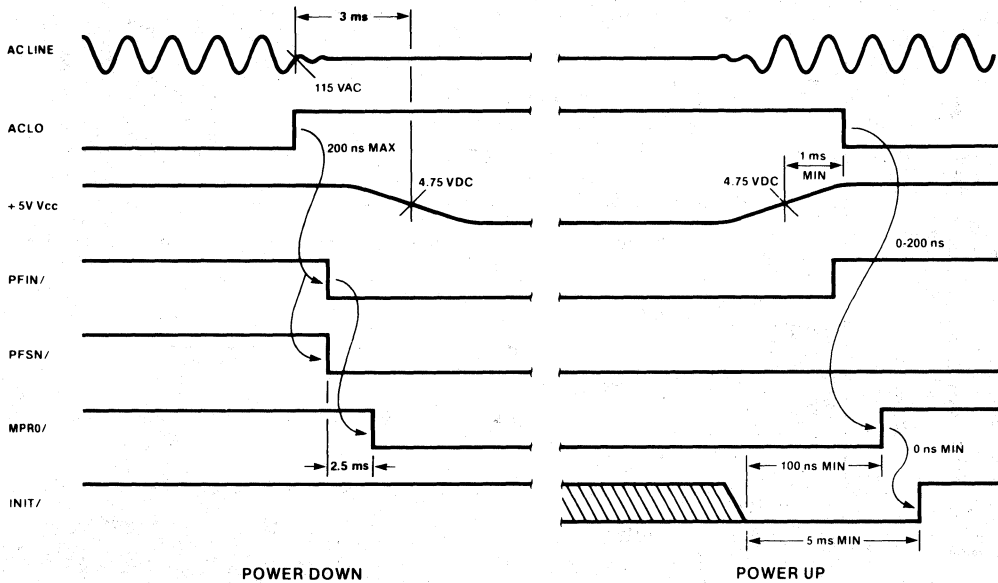 3 ms
AC LINE
115 VAC
ACLO
200 ns MAX
1 ms
MIN
4.75 VDC
4.75 VDC
+ 5V Vcc
0-200 ns
PFIN/
PFSN/
MPR0/
0 ns MIN
2.5 ms
100 ns MIN
INIT/
5 ms MIN
POWER DOWN
POWER UP